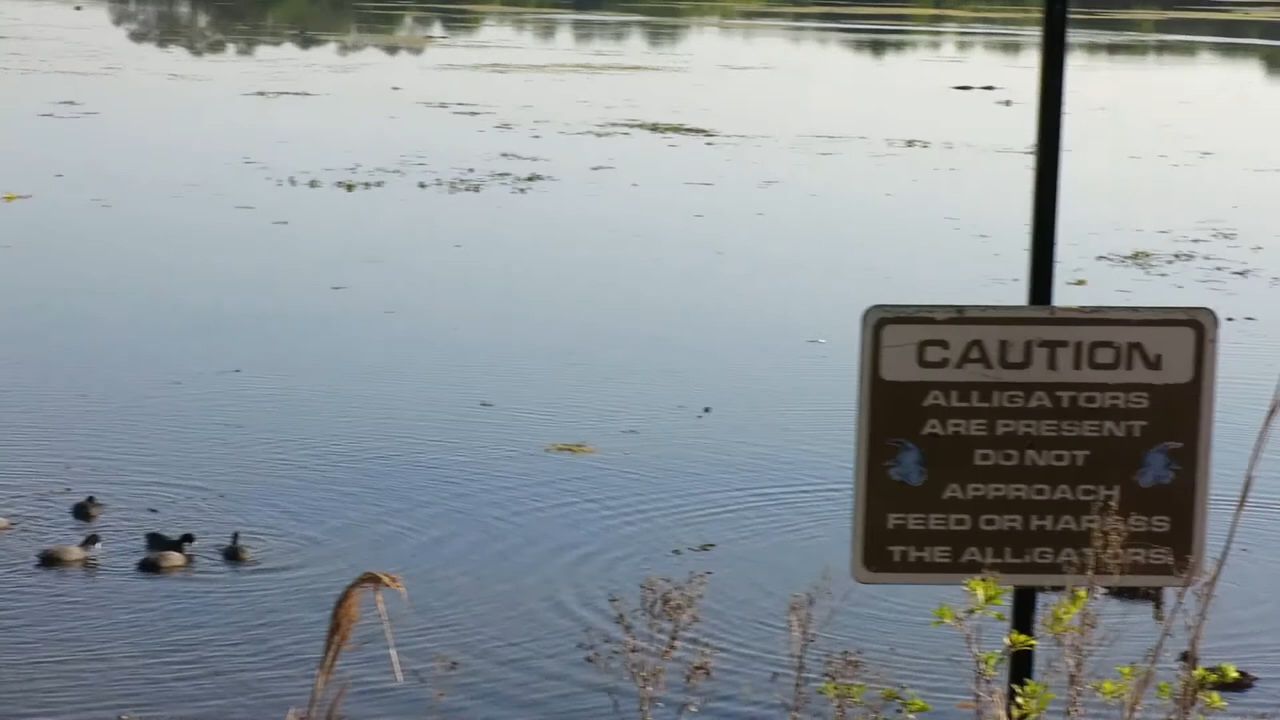 CAUTION
ALLIGATORS
ARE PRESENT
DO NOT
APPROACH
FEED OR HARASS
THE ALLIGATORS